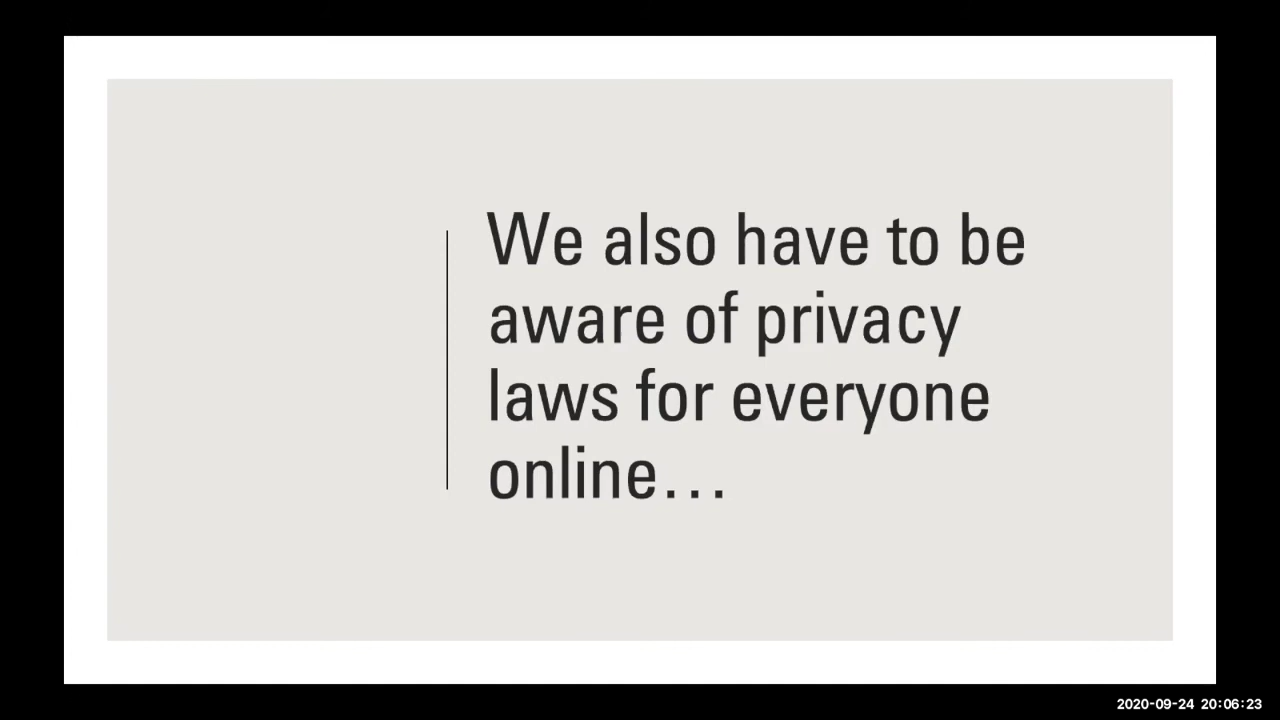 We also have to be
aware of privacy
laws for everyone
online…
2020-09-24 20:06:23